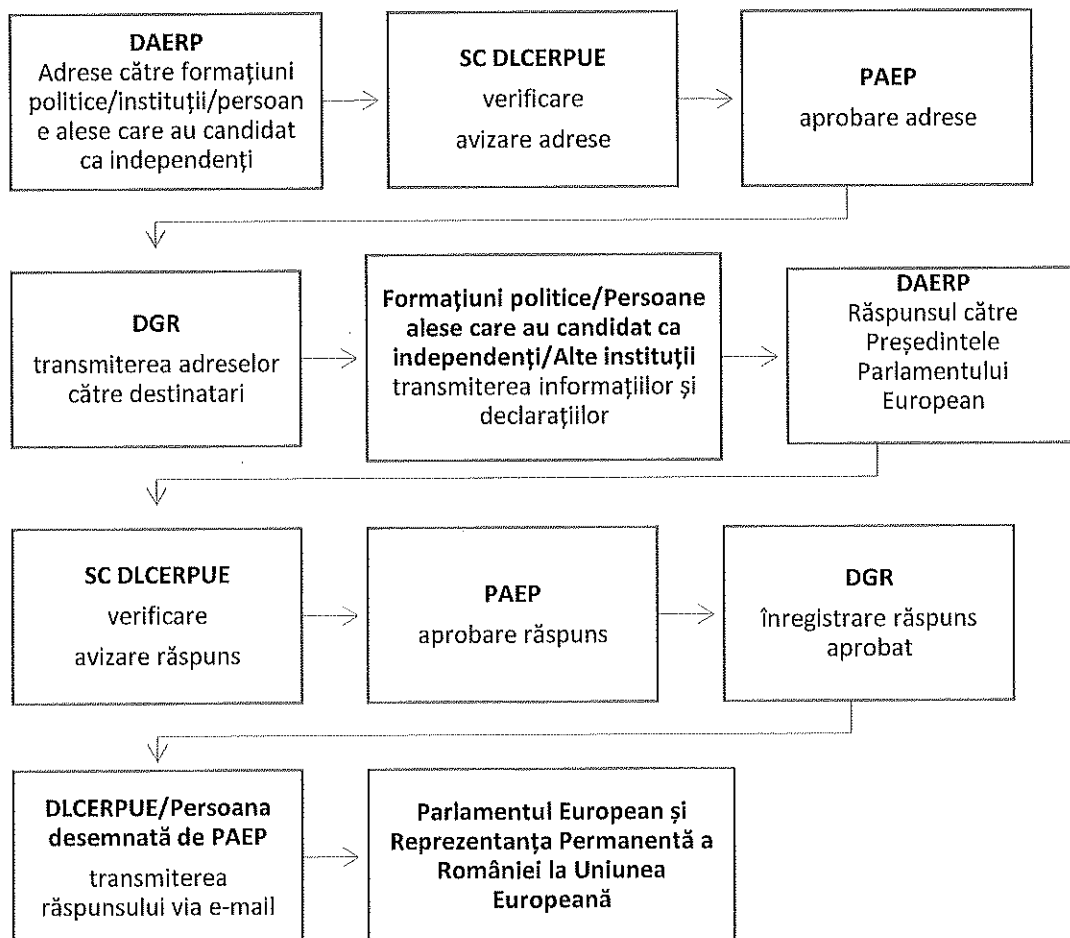 DAERP
Adrese către formațiuni
politice/instituții/persoan
e alese care au candidat
ca independenți
SC DLCERPUE
verificare
avizare adrese
PAEP
aprobare adrese
DGR
transmiterea adreselor
către destinatari
Formațiuni politice/Persoane
alese care au candidat ca
independenți/Alte instituții
transmiterea informațiilor și
declarațiilor
DAERP
Răspunsul către
Președintele
Parlamentului
European
SC DLCERPUE
verificare
avizare răspuns
PAEP
aprobare răspuns
DGR
înregistrare răspuns
aprobat
DLCERPUE/Persoana
desemnată de PAEP
transmiterea
răspunsului via e-mail
Parlamentul European și
Reprezentanța Permanentă a
României la Uniunea
Europeană